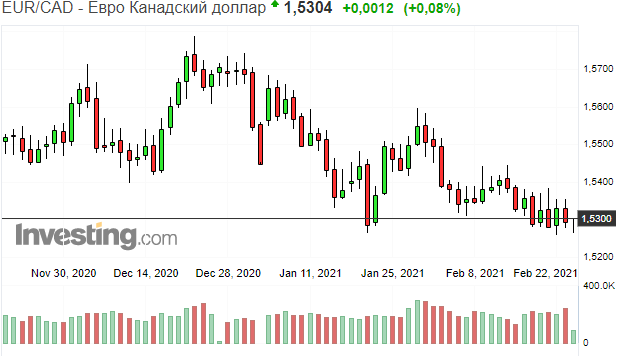 EUR/CAD - Евро Канадский доллар 1,5304 +0,0012 (+0,08%)
1,5700
1,5600
1,5500
1,5400
1,5300
1,5200
Investing.com
Nov 30, 2020 Dec 14, 2020 Dec 28, 2020 Jan 11, 2021 Jan 25, 2021 Feb 8, 2021 Feb 22, 2021
400.0K
0